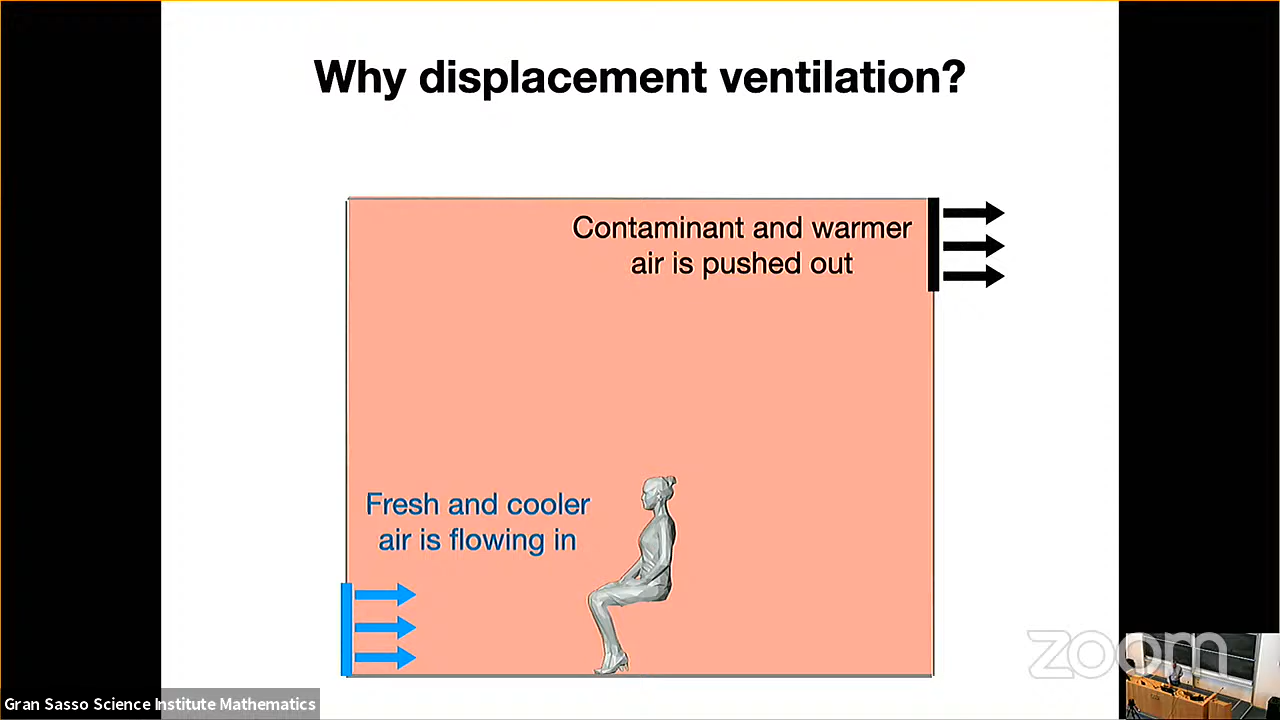 Why displacement ventilation?
Contaminant and warmer
air is pushed out
Fresh and cooler
air is flowing in
zoom
Gran Sasso Science Institute Mathematics